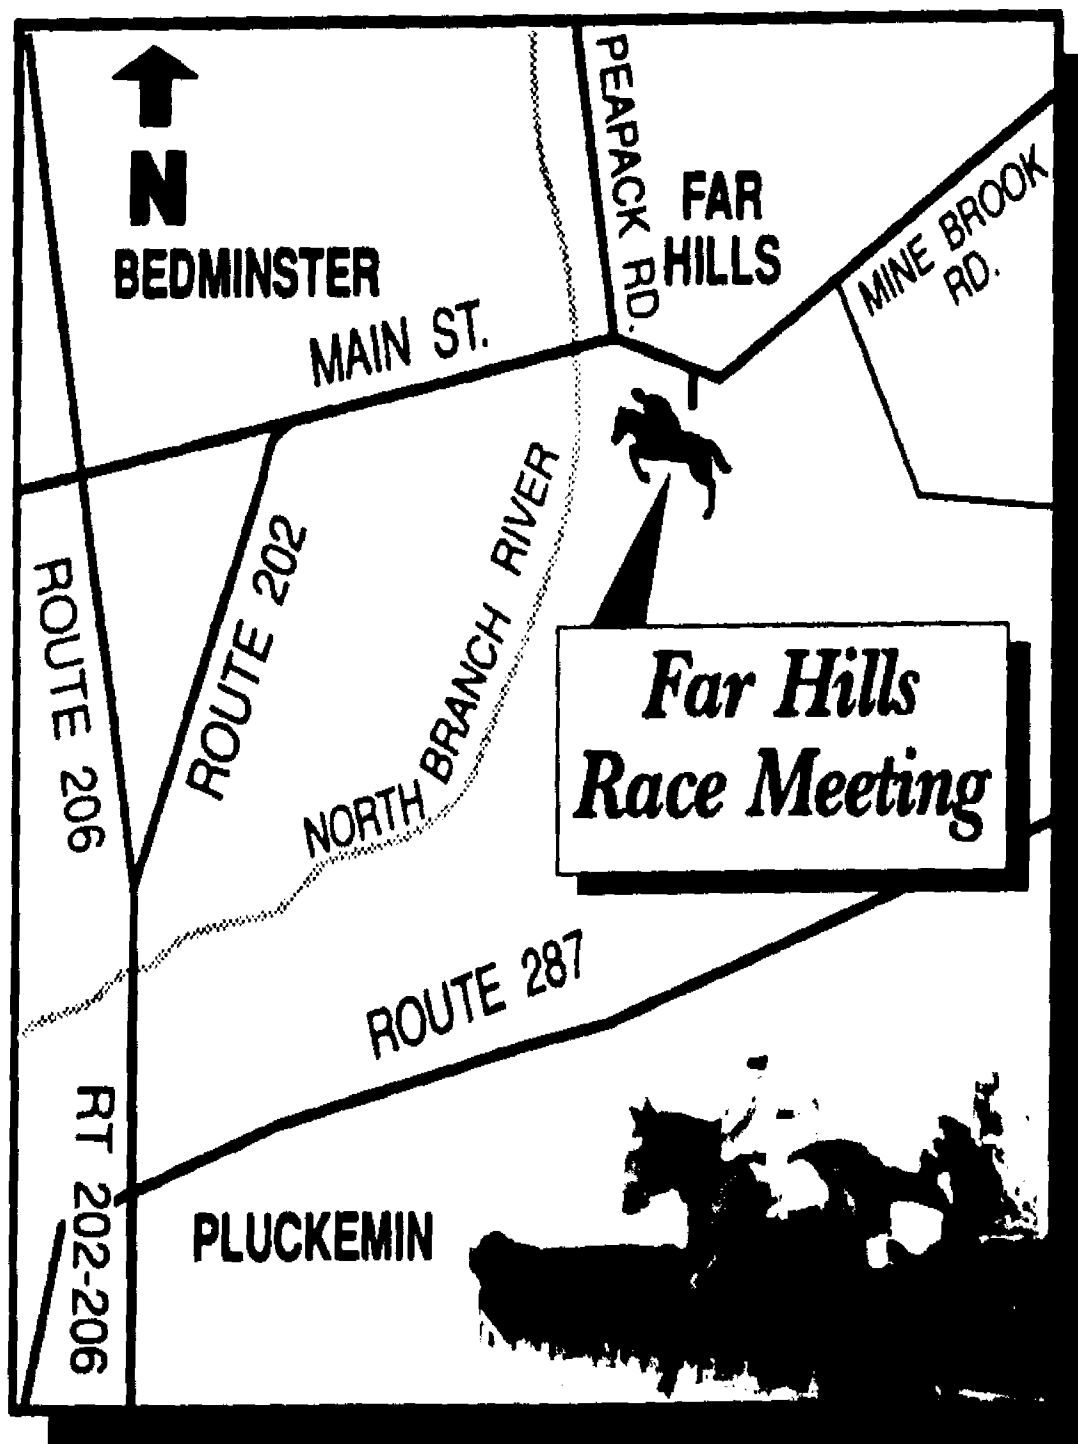 N
BEDMINSTER
PEAPACK RD.
FAR
HILLS
MINE BROOK
RD.
MAIN ST.
ROUTE 206
ROUTE 202
NORTH BRANCH RIVER
Far Hills
Race Meeting
ROUTE 287
RT 202-206
PLUCKEMIN